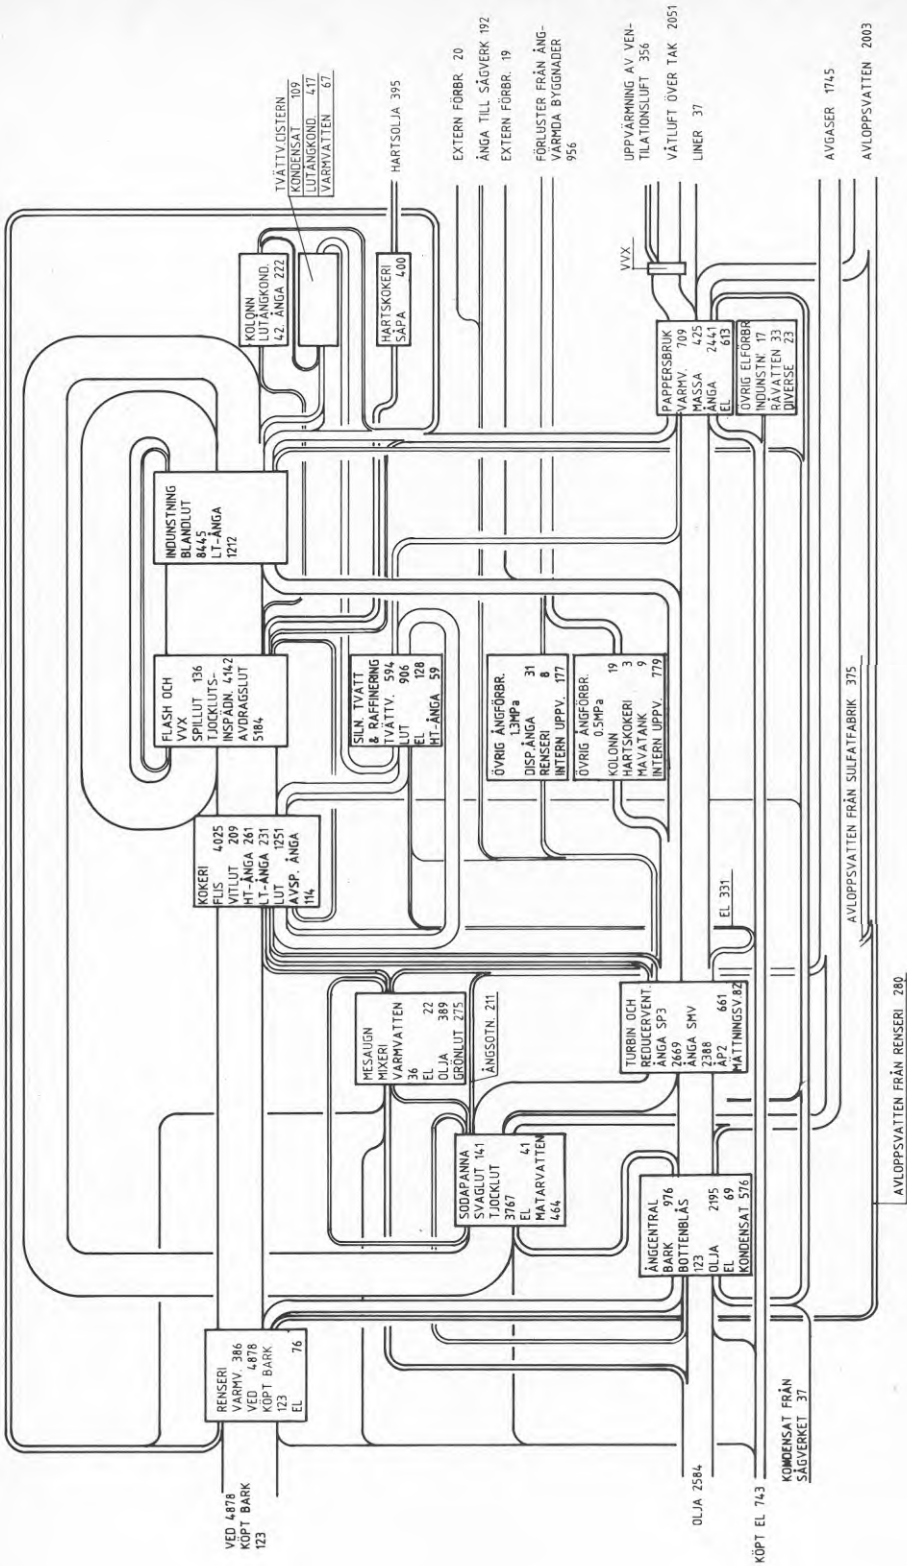 VED 4878
KÖPT BARK
123
RENSERI
VARMV. 386
VED 4878
KÖPT BARK
123
EL 76
KOKERI
FLIS 4025
VITLUT 209
HT-ÅNGA 261
LT-ÅNGA 231
LUT 1251
AVSP. ÅNGA
114
FLASH OCH
VVX
SPILLUT 136
TJOCKLUTS-
INSPÄDN. 4142
AVDRAGSLUT
5184
INDUNSTNING
BLANDLUT
8445
LT-ÅNGA
1212
KOLONN
LUTÅNGKOND.
42. ÅNGA 222
TVÄTTV.CISTERN
KONDENSAT 109
LUTÅNGKOND. 417
VARMVATTEN 67
HARTSKOKERI
SÅPA 400
HARTSOLJA 395
MESAUGN
MIXERI
VARMVATTEN
36
EL 22
OLJA 389
GRÖNLUT 275
ÅNGSOTN. 211
SILN. TVÄTT
& RAFFINERING
TVÄTTV. 594
LUT 906
EL 128
HT-ÅNGA 59
EXTERN FÖRBR. 20
ÅNGA TILL SÅGVERK 192
EXTERN FÖRBR. 19
FÖRLUSTER FRÅN ÅNG-
VÄRMDA BYGGNADER
956
SODAPANNA
SVAGLUT 141
TJOCKLUT
3767
EL 41
MATARVATTEN
464
ÖVRIG ÅNGFÖRBR.
1,3MPa
DISP.ÅNGA 31
RENSERI 8
INTERN UPPV. 177
ÖVRIG ÅNGFÖRBR.
0.5MPa
KOLONN 19
HARTSKOKERI 3
MAVATANK 9
INTERN UPPV. 779
UPPVÄRMNING AV VEN-
TILATIONSLUFT 356
VÅTLUFT ÖVER TAK 2051
LINER 37
VVX
OLJA 2584
ÅNGCENTRAL
BARK 976
BOTTENBLÅS
123
OLJA 2195
EL 69
KONDENSAT 576
TURBIN OCH
REDUCERVENT.
ÅNGA SP3
2669
ÅNGA SMV
2388
ÅP2 661
MÄTTNINGSV.82
EL 331
PAPPERSBRUK
VARMV. 709
MASSA 425
ÅNGA 2441
EL 613
ÖVRIG ELFÖRBR
INDUNSTN. 17
RÅVATTEN 33
DIVERSE 23
KÖPT EL 743
KONDENSAT FRÅN
SÅGVERKET 37
AVGASER 1745
AVLOPPSVATTEN 2003
AVLOPPSVATTEN FRÅN SULFATFABRIK 375
AVLOPPSVATTEN FRÅN RENSERI 280